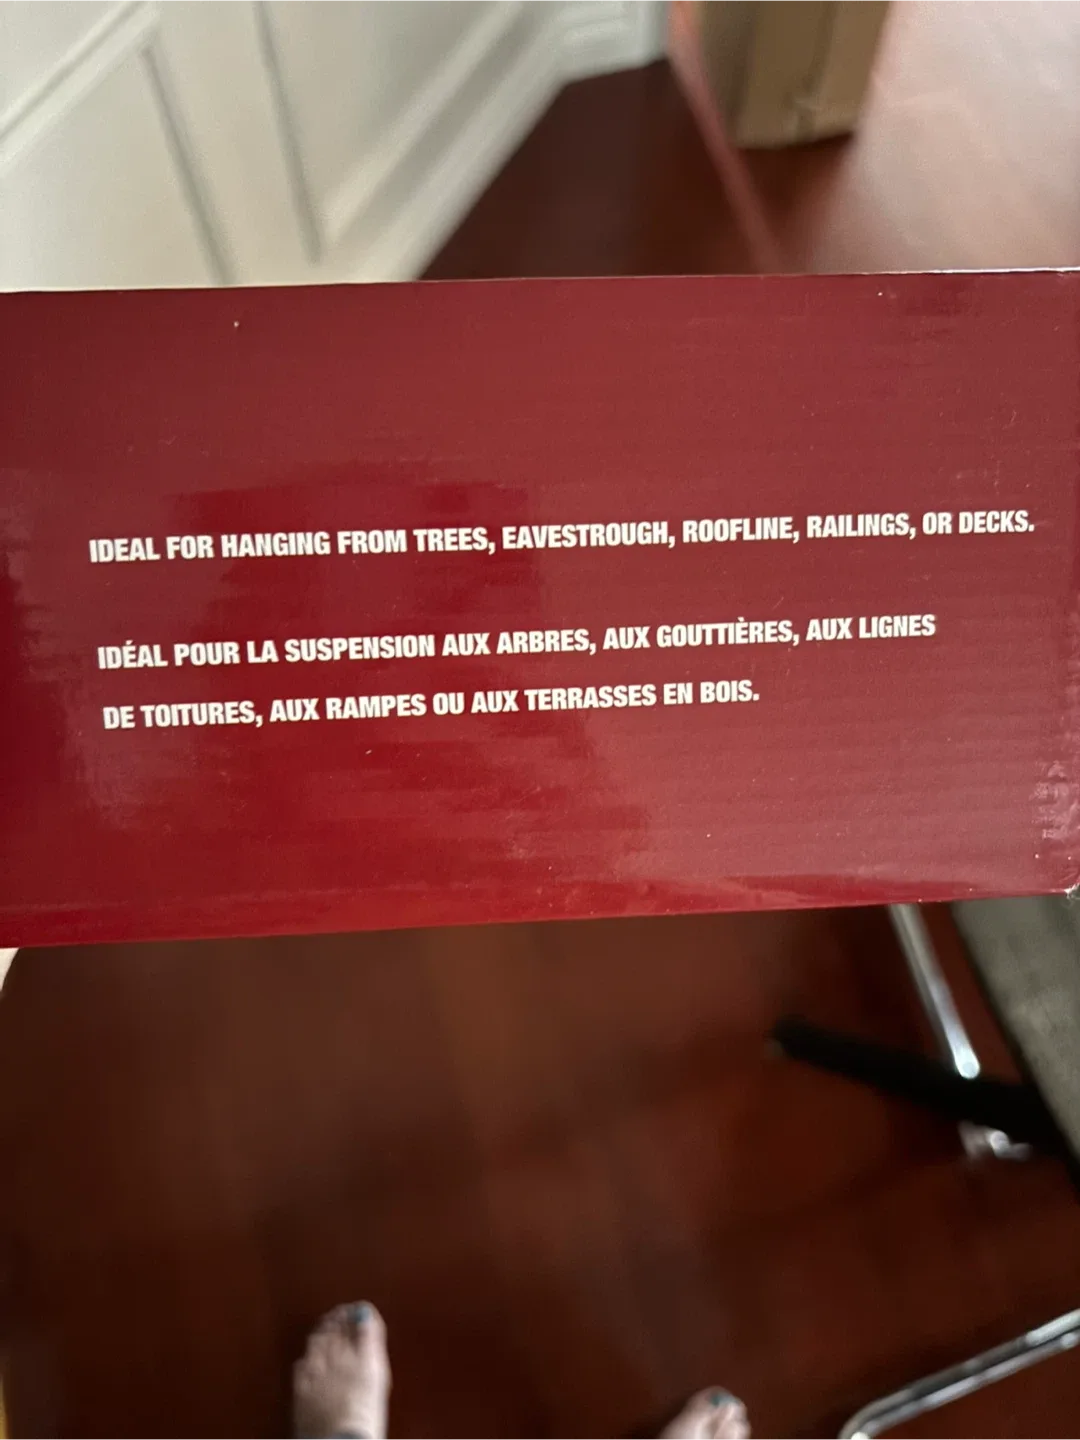 IDEAL FOR HANGING FROM TREES, EAVESTROUGH, ROOFLINE, RAILINGS, OR DECKS.
IDÉAL POUR LA SUSPENSION AUX ARBRES, AUX GOUTTIÈRES, AUX LIGNES
DE TOITURES, AUX RAMPES OU AUX TERRASSES EN BOIS.